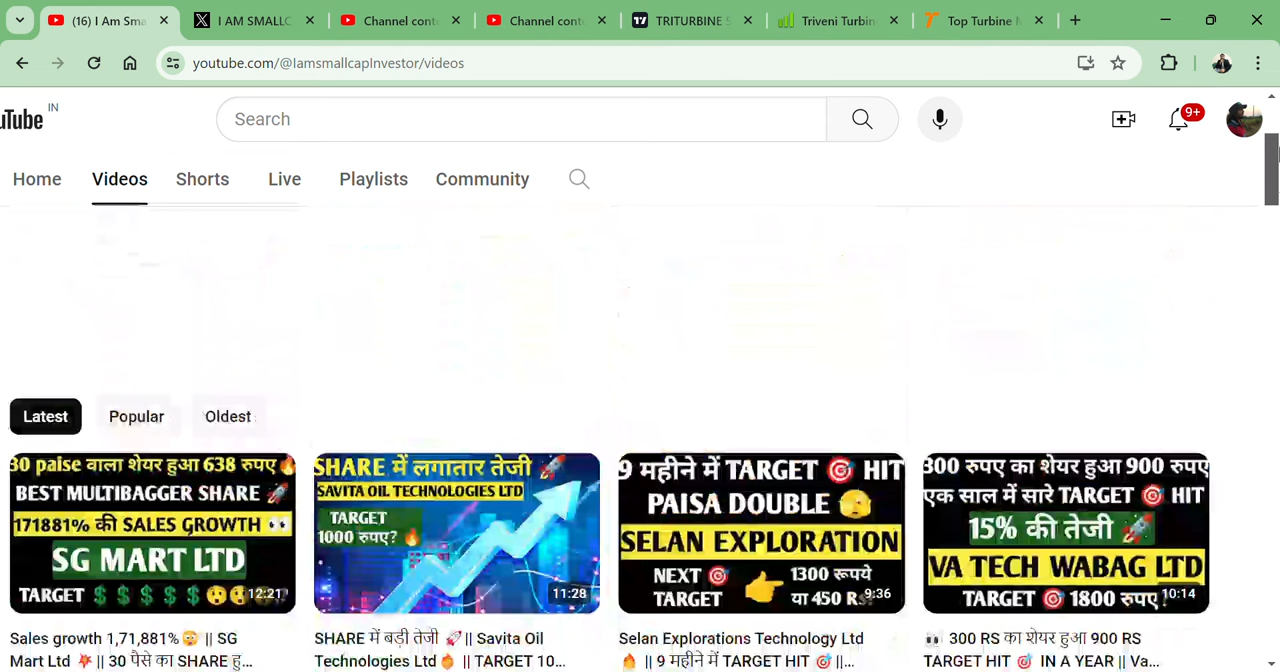 (16) I Am Sma
I AM SMALLC
Channel cont
Channel cont
TRITURBINE S
Triveni Turbin
Top Turbine M
youtube.com/@IamsmallcapInvestor/videos
uTube IN
Search
9+
Home
Videos
Shorts
Live
Playlists
Community
Latest
Popular
Oldest
30 paise वाला शेयर हुआ 638 रुपए
BEST MULTIBAGGER SHARE
171881% की SALES GROWTH
SG MART LTD
TARGET
12:21
SHARE में लगातार तेजी
SAVITA OIL TECHNOLOGIES LTD
TARGET
1000 रुपए?
11:28
9 महीने में TARGET HIT
PAISA DOUBLE
SELAN EXPLORATION
NEXT
TARGET
1300 रूपये
या 450 RS
9:36
300 रुपए का शेयर हुआ 900 रुपए
एक साल में सारे TARGET HIT
15% की तेजी
VA TECH WABAG LTD
TARGET 1800 रुपए
10:14
Sales growth 1,71,881% || SG
Mart Ltd || 30 पैसे का SHARE हु...
SHARE में बड़ी तेजी || Savita Oil
Technologies Ltd || TARGET 10...
Selan Explorations Technology Ltd
|| 9 महीने में TARGET HIT ||...
300 RS का शेयर हुआ 900 RS
TARGET HIT IN A YEAR || Va...